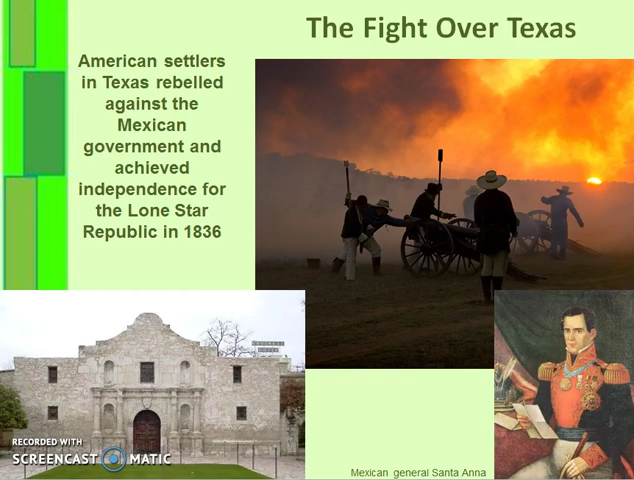 The Fight Over Texas
American settlers
in Texas rebelled
against the
Mexican
government and
achieved
independence for
the Lone Star
Republic in 1836
RECORDED WITH
SCREENCAST MATIC
Mexican general Santa Anna